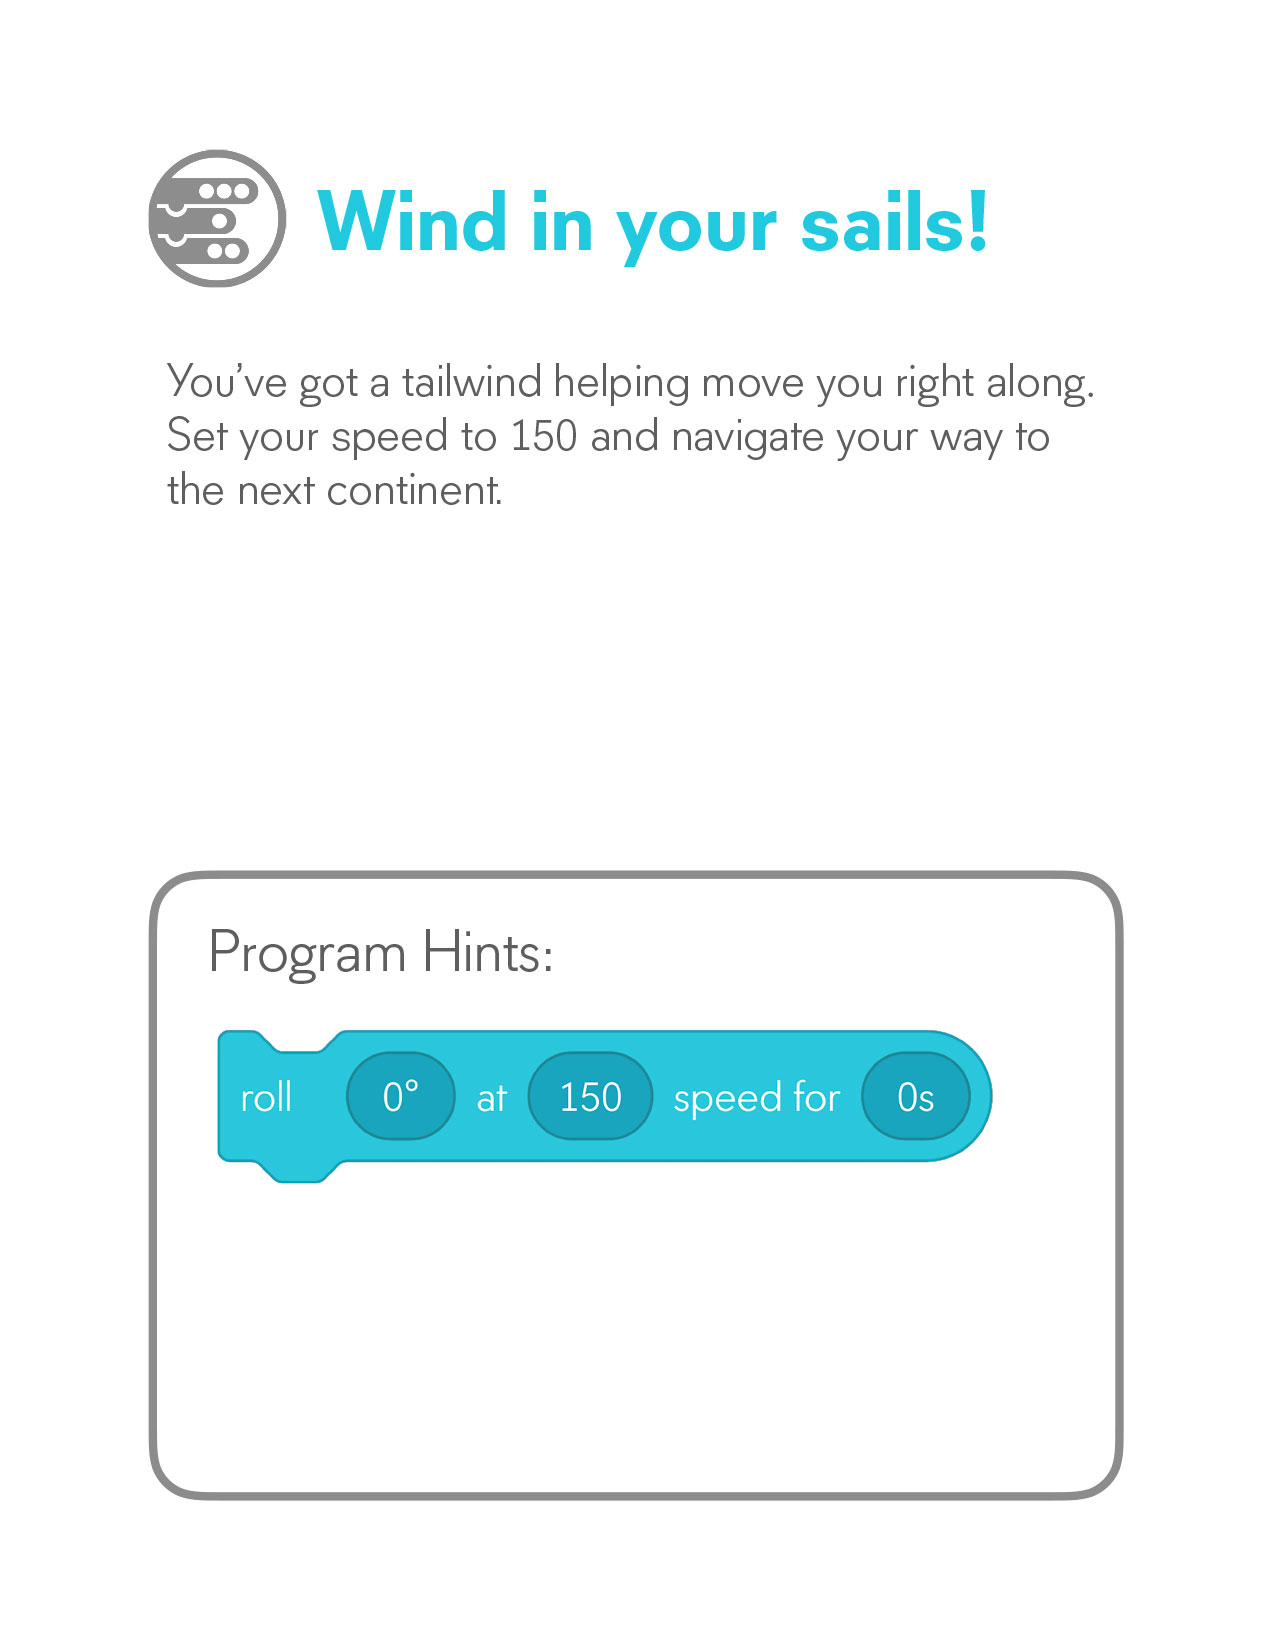 Wind in your sails!
You’ve got a tailwind helping move you right along.
Set your speed to 150 and navigate your way to
the next continent.
Program Hints:
roll 0° at 150 speed for 0s